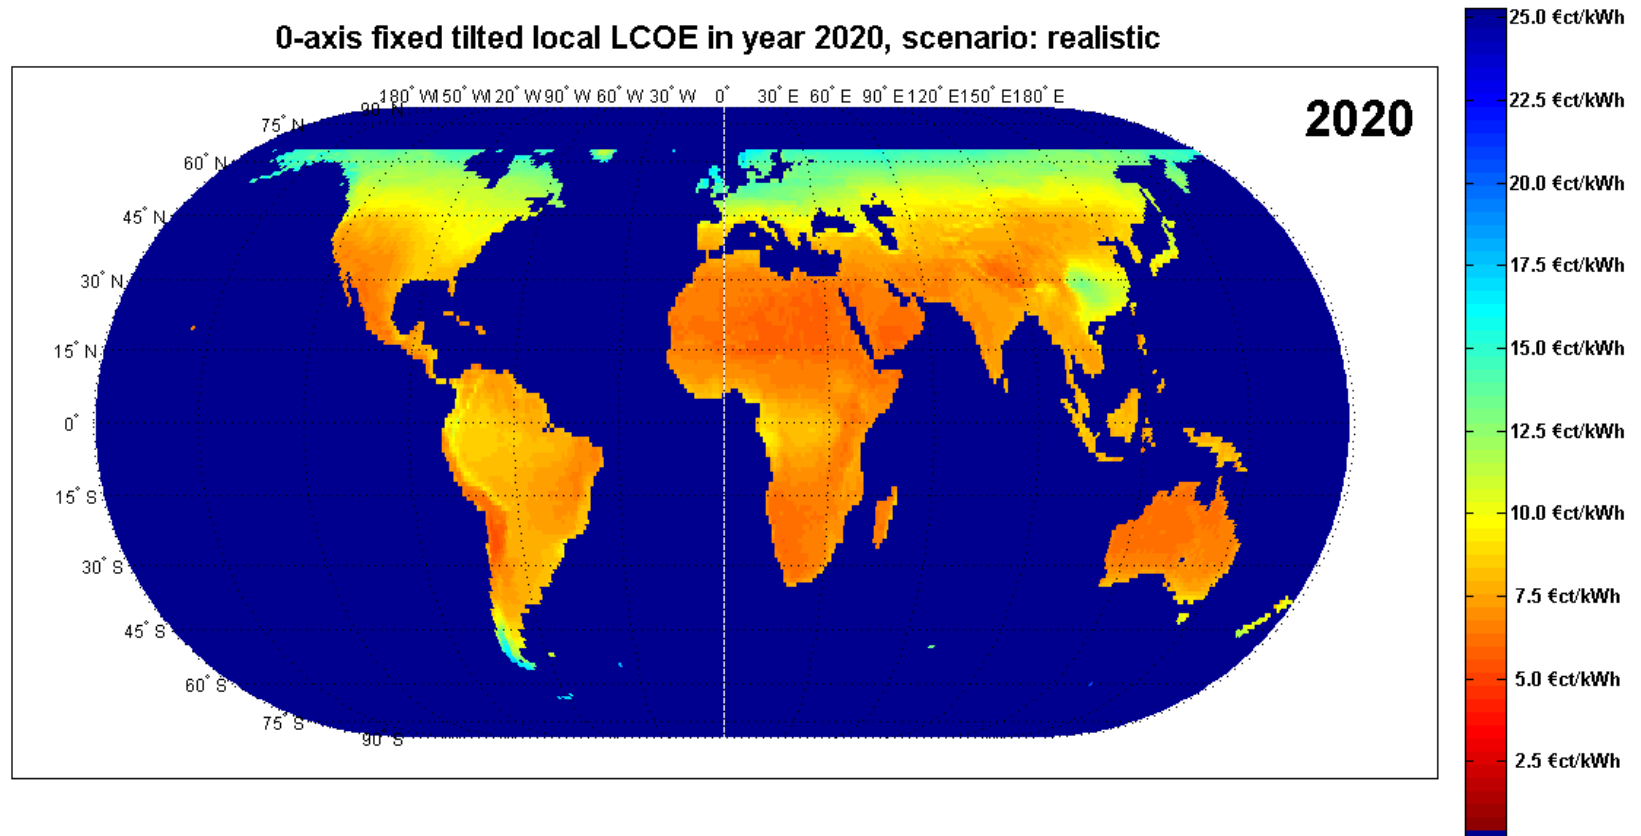 0-axis fixed tilted local LCOE in year 2020, scenario: realistic
2020
180° W 150° W 120° W 90° W 60° W 30° W 0° 30° E 60° E 90° E 120° E 150° E 180° E
90° N
75° N
60° N
45° N
30° N
15° N
0°
15° S
30° S
45° S
60° S
75° S
90° S
25.0 €ct/kWh
22.5 €ct/kWh
20.0 €ct/kWh
17.5 €ct/kWh
15.0 €ct/kWh
12.5 €ct/kWh
10.0 €ct/kWh
7.5 €ct/kWh
5.0 €ct/kWh
2.5 €ct/kWh